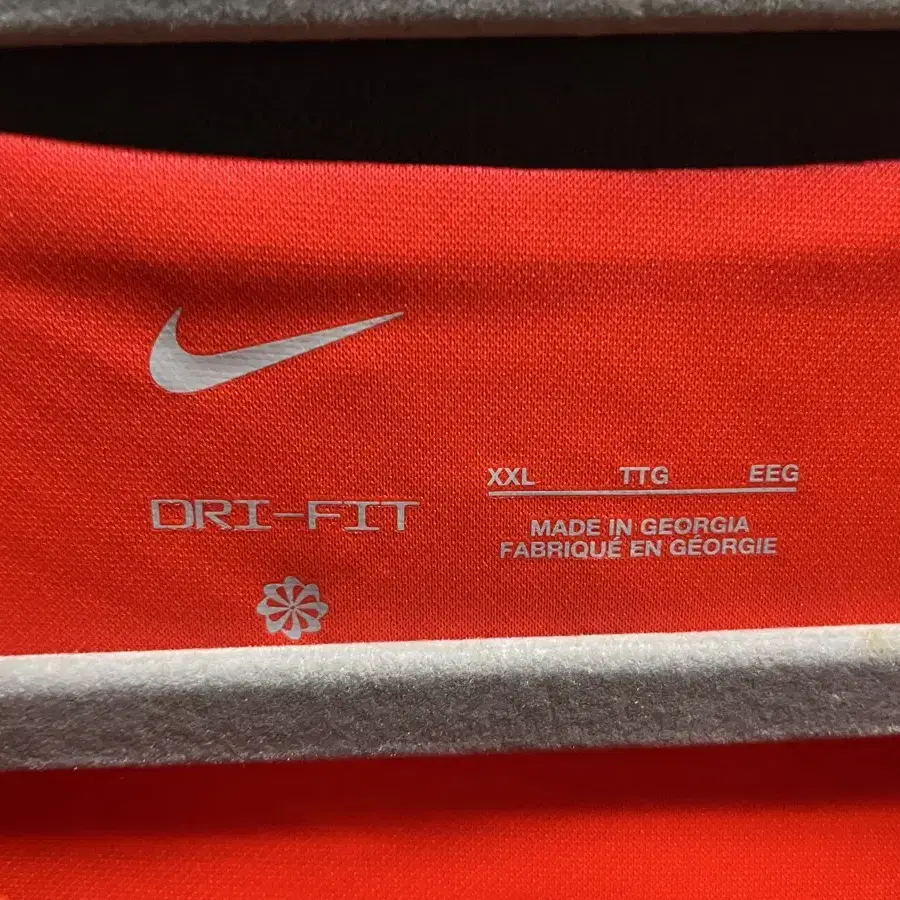 DRI-FIT
XXL TTG EEG
MADE IN GEORGIA
FABRIQUÉ EN GÉORGIE